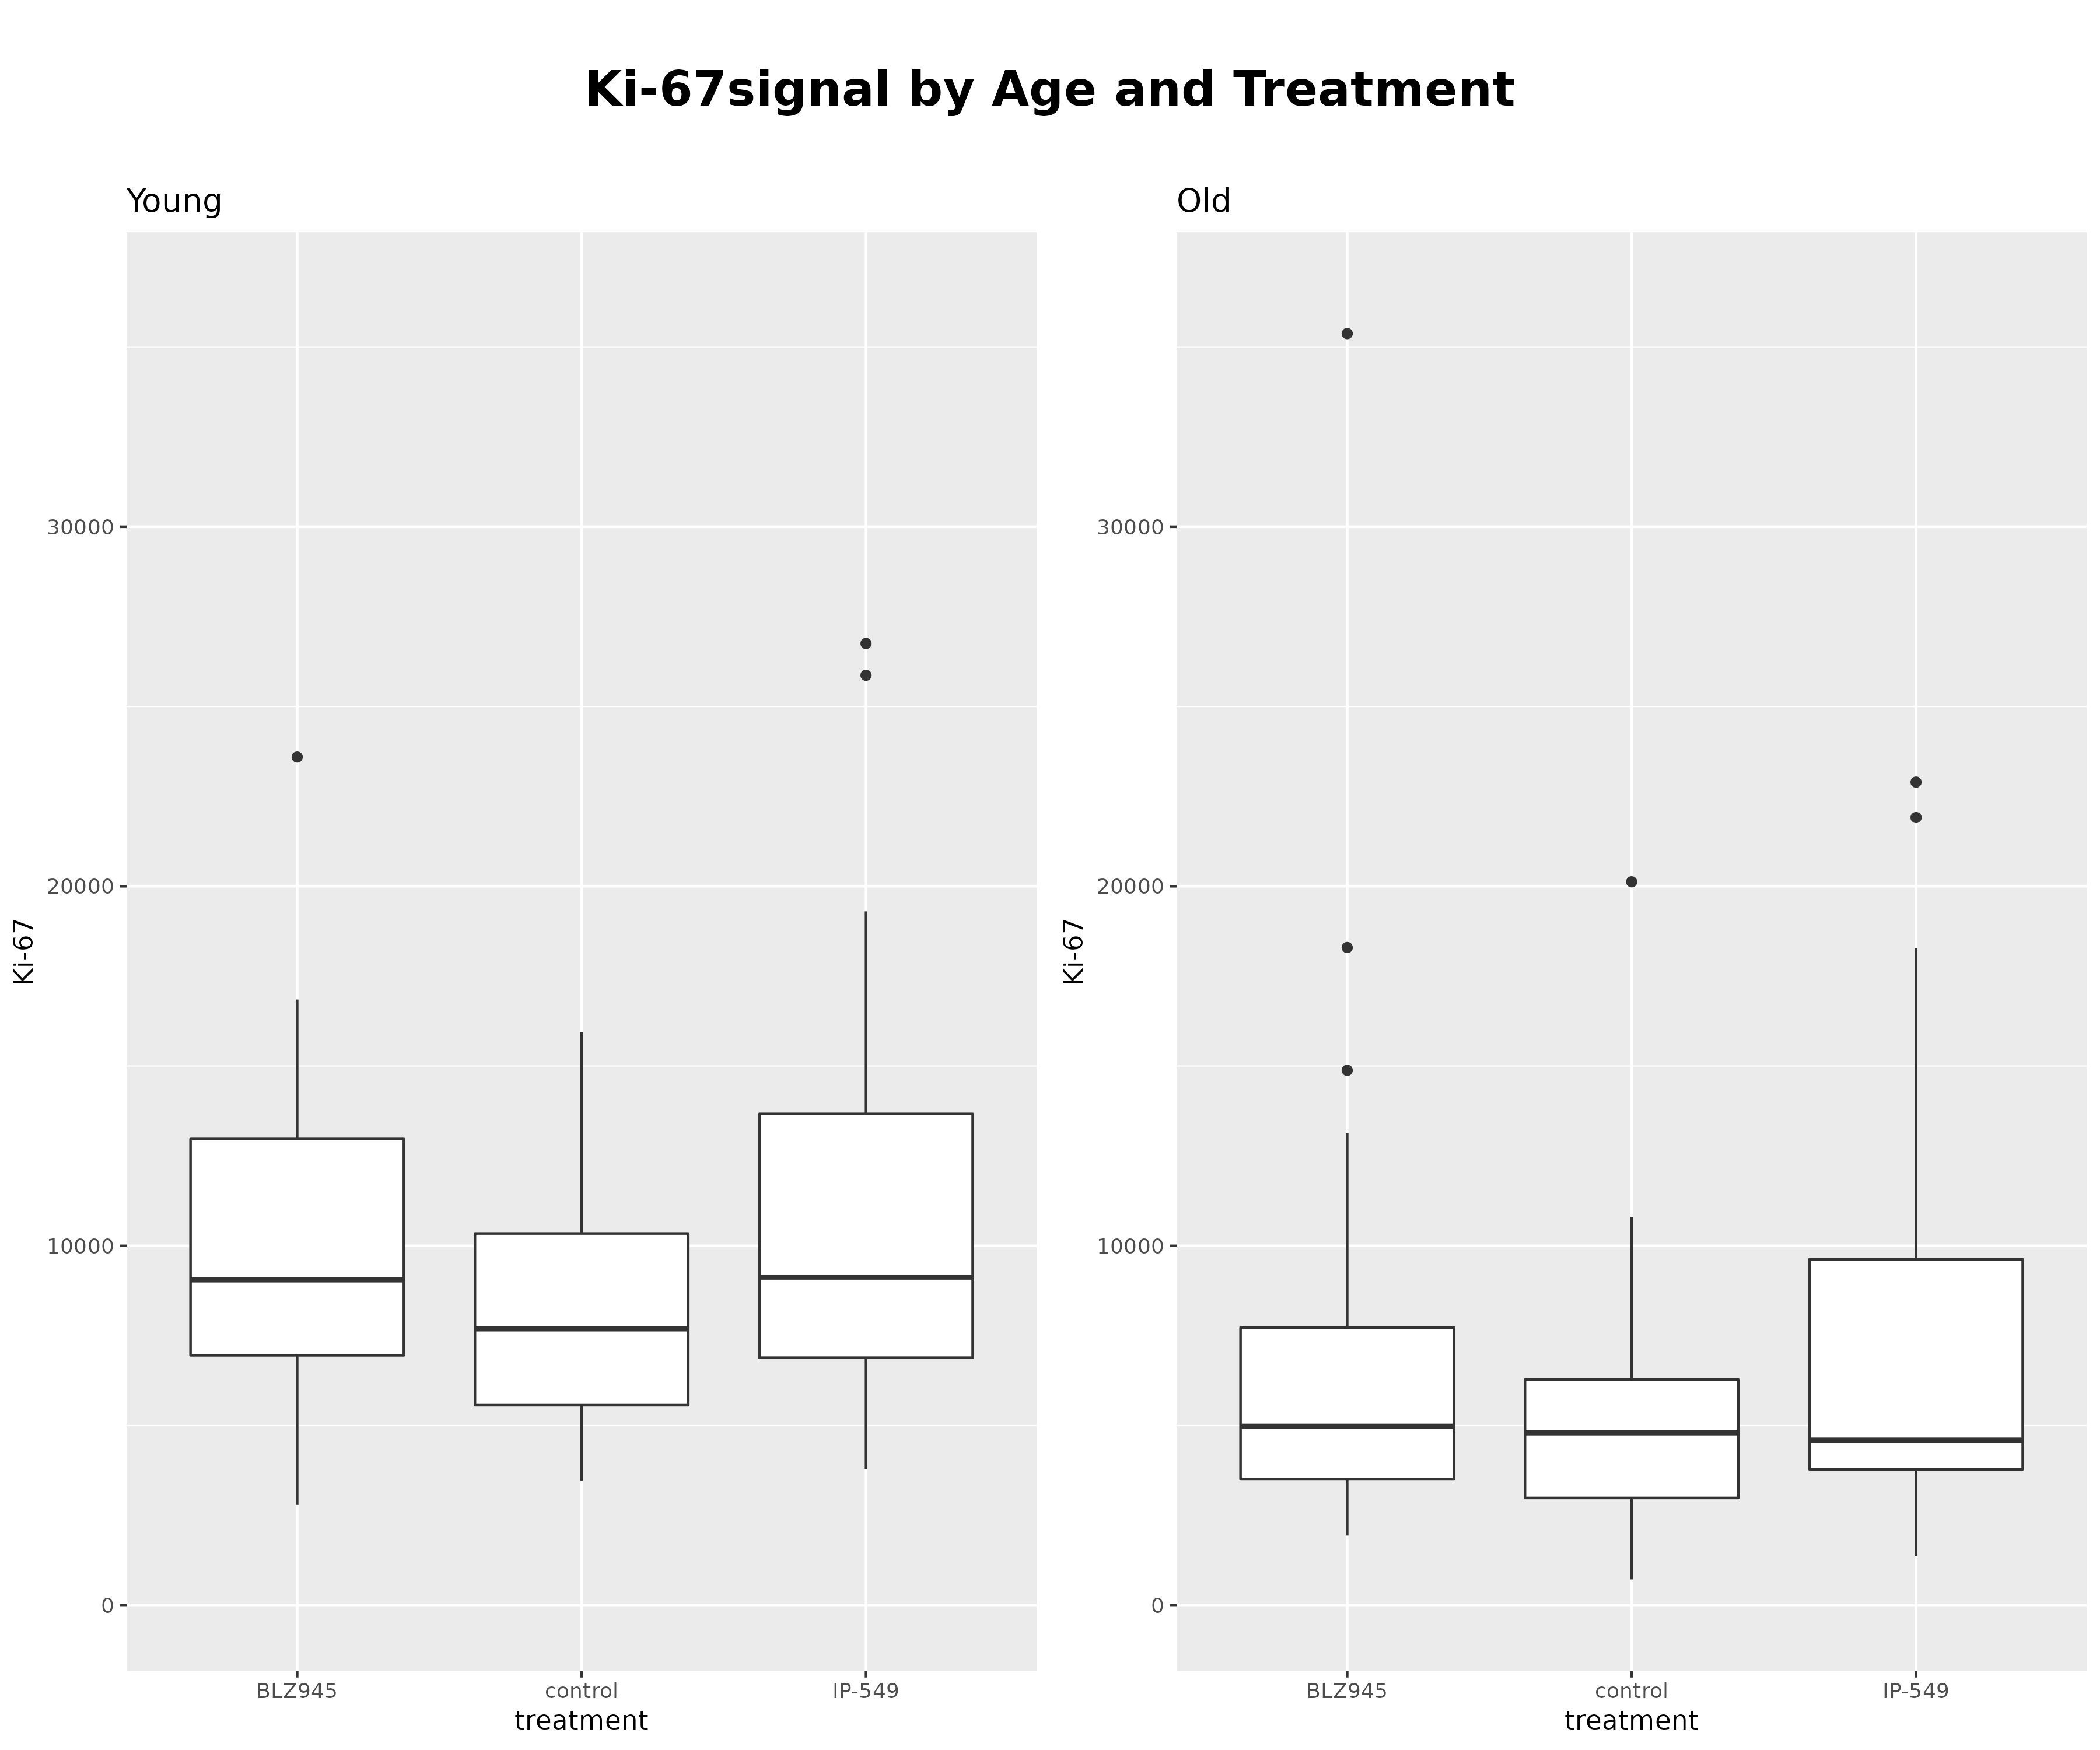 Ki-67signal by Age and Treatment
Young
Ki-67
30000
20000
10000
0
BLZ945 control IP-549
treatment
Old
Ki-67
30000
20000
10000
0
BLZ945 control IP-549
treatment